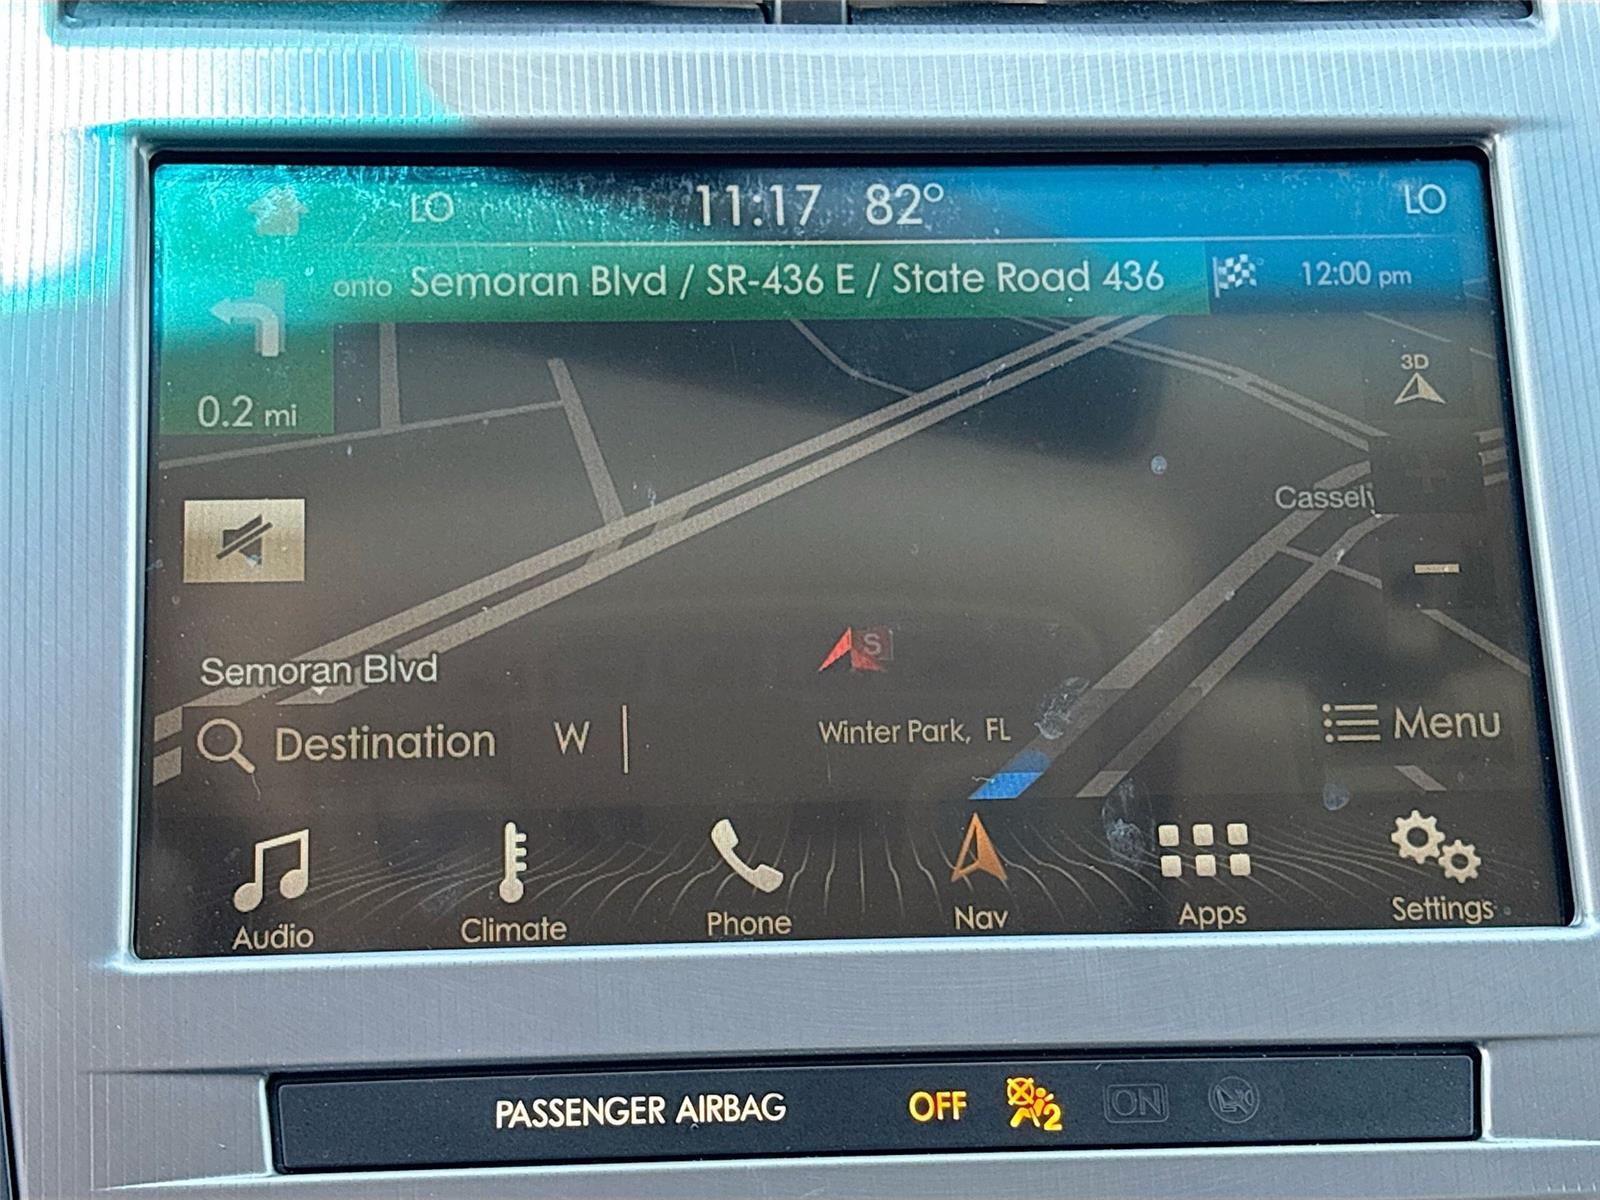 LO 11:17 82° LO
onto Semoran Blvd / SR-436 E / State Road 436 12:00 pm
3D
0.2 mi
S
Semoran Blvd
Destination W Winter Park, FL Menu
Audio Climate Phone Nav Apps Settings
PASSENGER AIRBAG OFF 2 ON